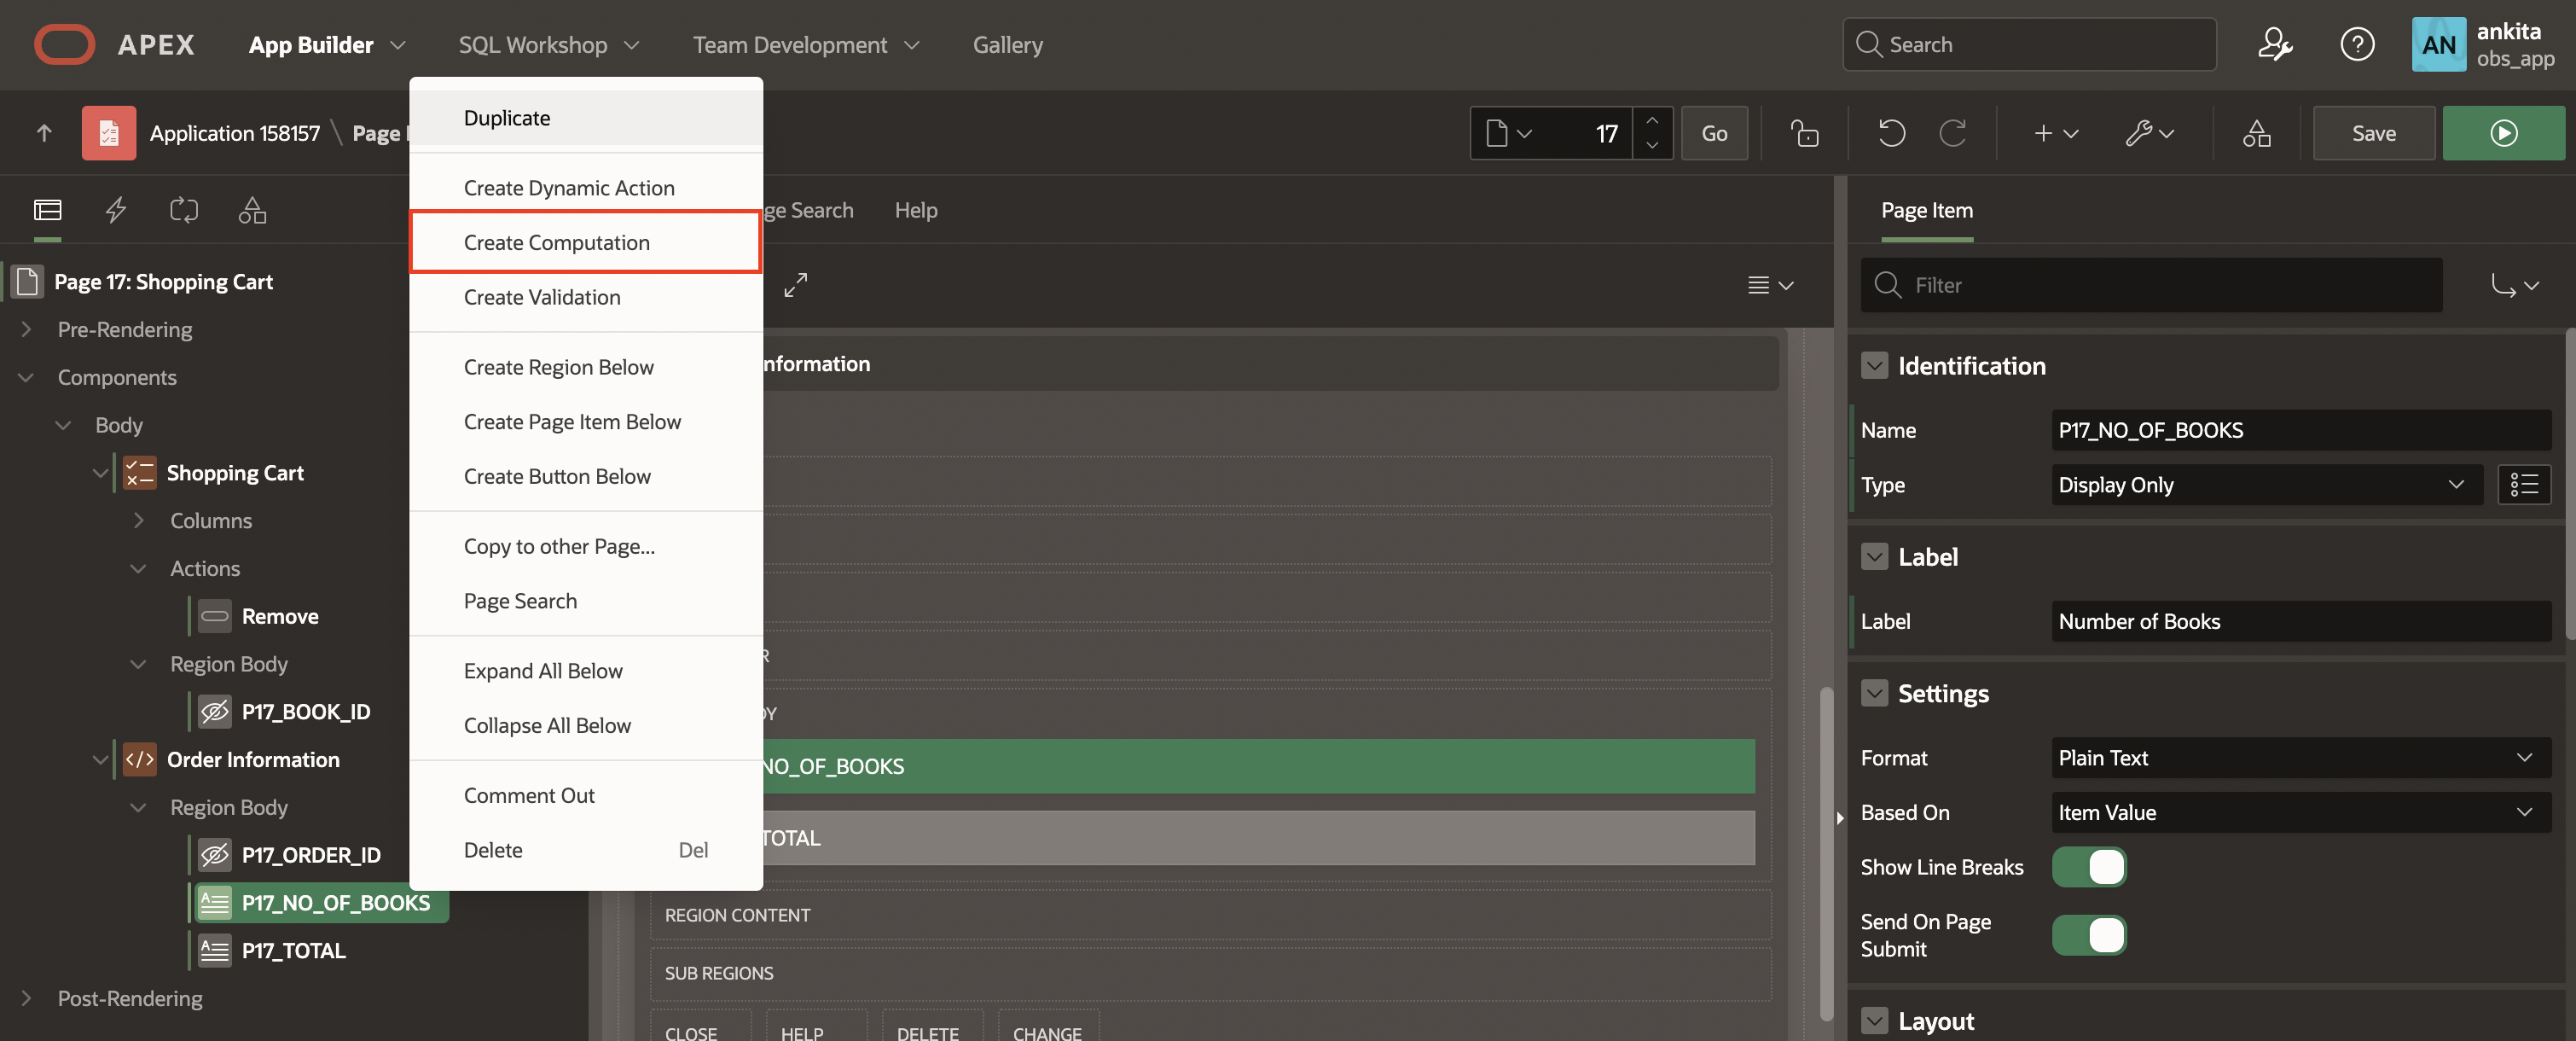 APEX
App Builder
SQL Workshop
Team Development
Gallery
Search
AN
ankita
obs_app
Application 158157 \ Page
17
Go
Save
Duplicate
Create Dynamic Action
Create Computation
Create Validation
Create Region Below
Create Page Item Below
Create Button Below
Copy to other Page...
Page Search
Expand All Below
Collapse All Below
Comment Out
Delete Del
Page 17: Shopping Cart
Pre-Rendering
Components
Body
Shopping Cart
Columns
Actions
Remove
Region Body
P17_BOOK_ID
Order Information
Region Body
P17_ORDER_ID
P17_NO_OF_BOOKS
P17_TOTAL
Post-Rendering
ge Search
Help
nformation
R
DY
NO_OF_BOOKS
TOTAL
REGION CONTENT
SUB REGIONS
CLOSE
HELP
DELETE
CHANGE
Page Item
Filter
Identification
Name P17_NO_OF_BOOKS
Type Display Only
Label
Label Number of Books
Settings
Format Plain Text
Based On Item Value
Show Line Breaks
Send On Page
Submit
Layout